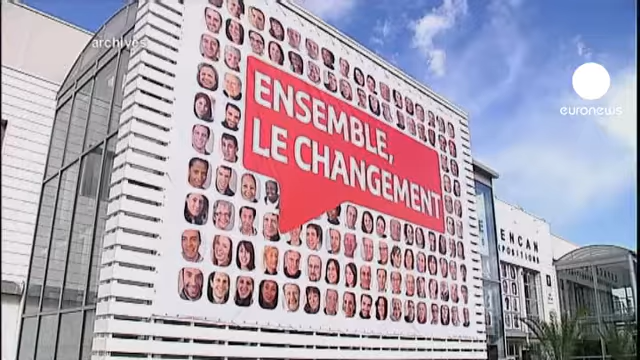 archives
ENSEMBLE,
LE CHANGEMENT
euronews
ENCAN